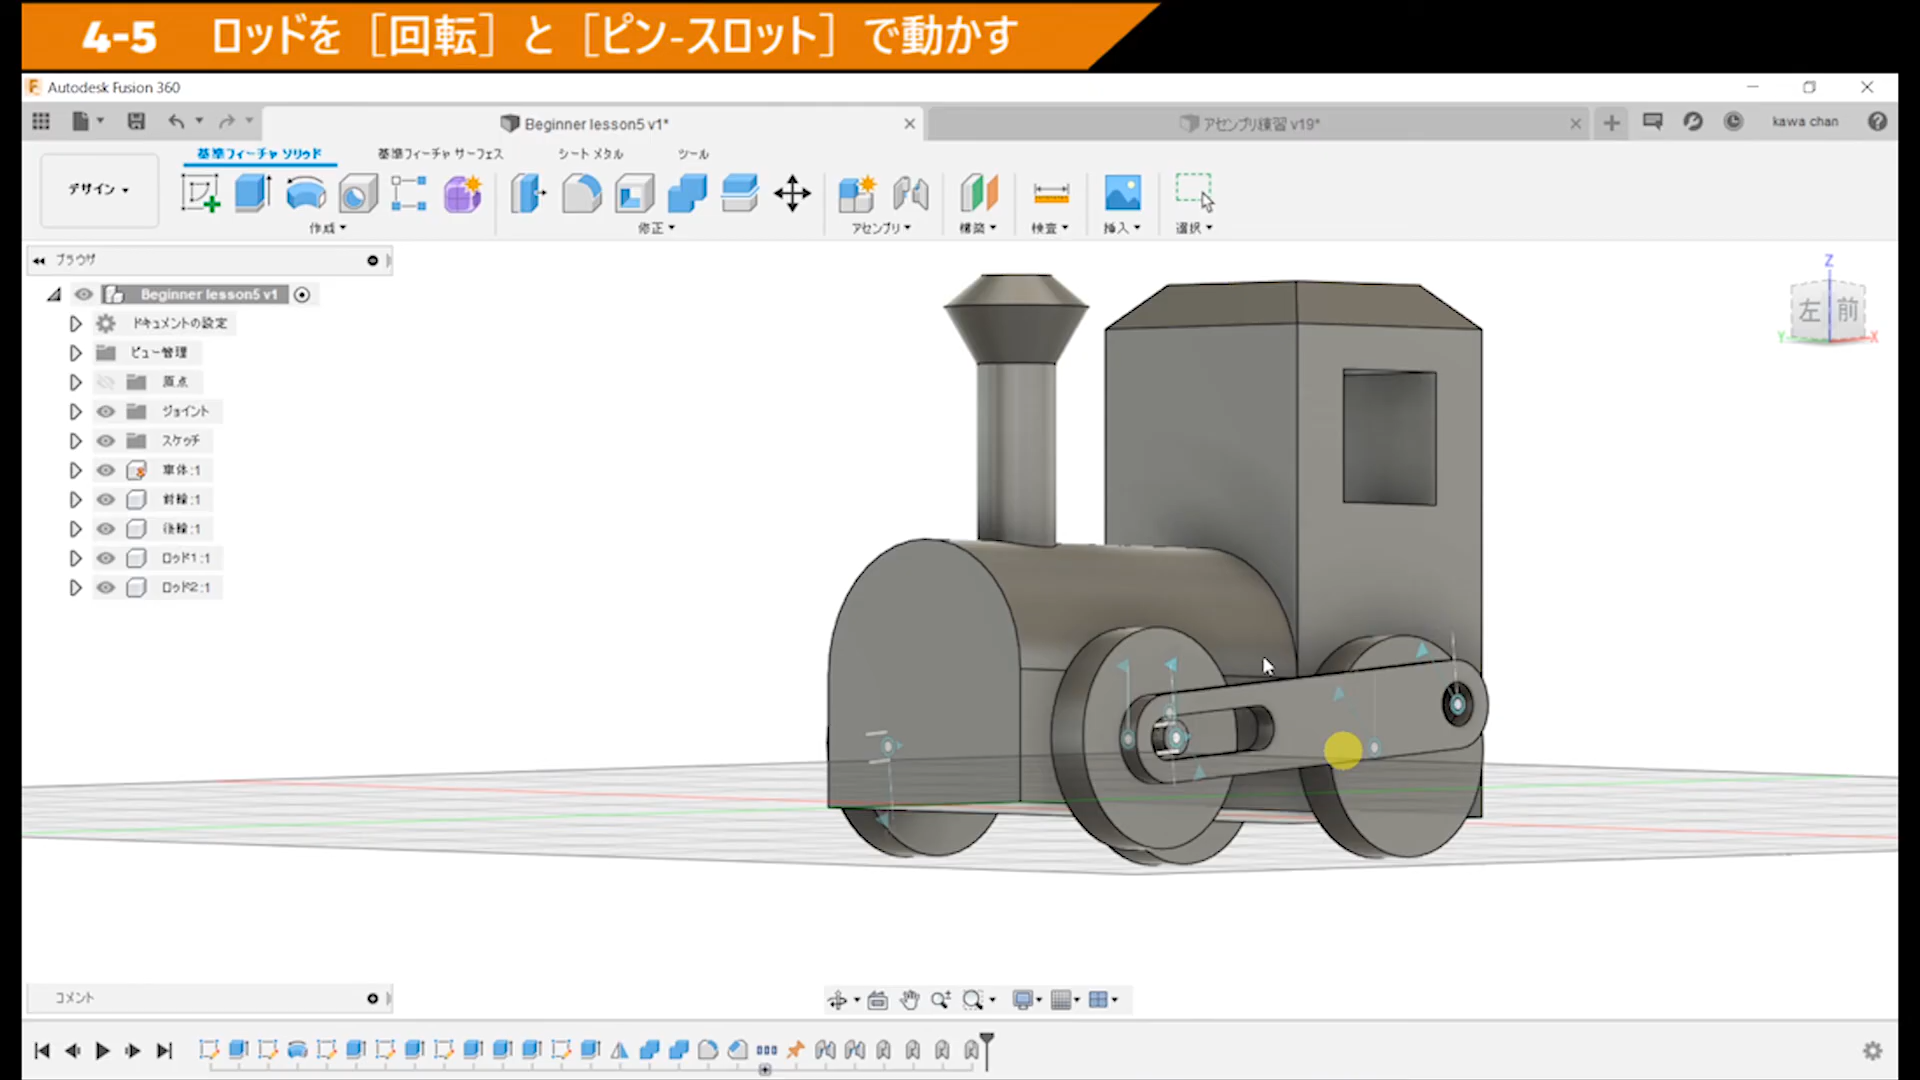 4-5 ロッドを［回転］と［ピン-スロット］で動かす
Autodesk Fusion 360
Beginner lesson5 v1*
アセンブリ練習 v19*
kawa chan
デザイン
基準フィーチャ ソリッド
基準フィーチャ サーフェス
シート メタル
ツール
作成
修正
アセンブリ
構築
検査
挿入
選択
ブラウザ
Beginner lesson5 v1
ドキュメントの設定
ビュー管理
原点
ジョイント
スケッチ
車体:1
前輪:1
後輪:1
ロッド1:1
ロッド2:1
Z
左
前
Y
X
コメント